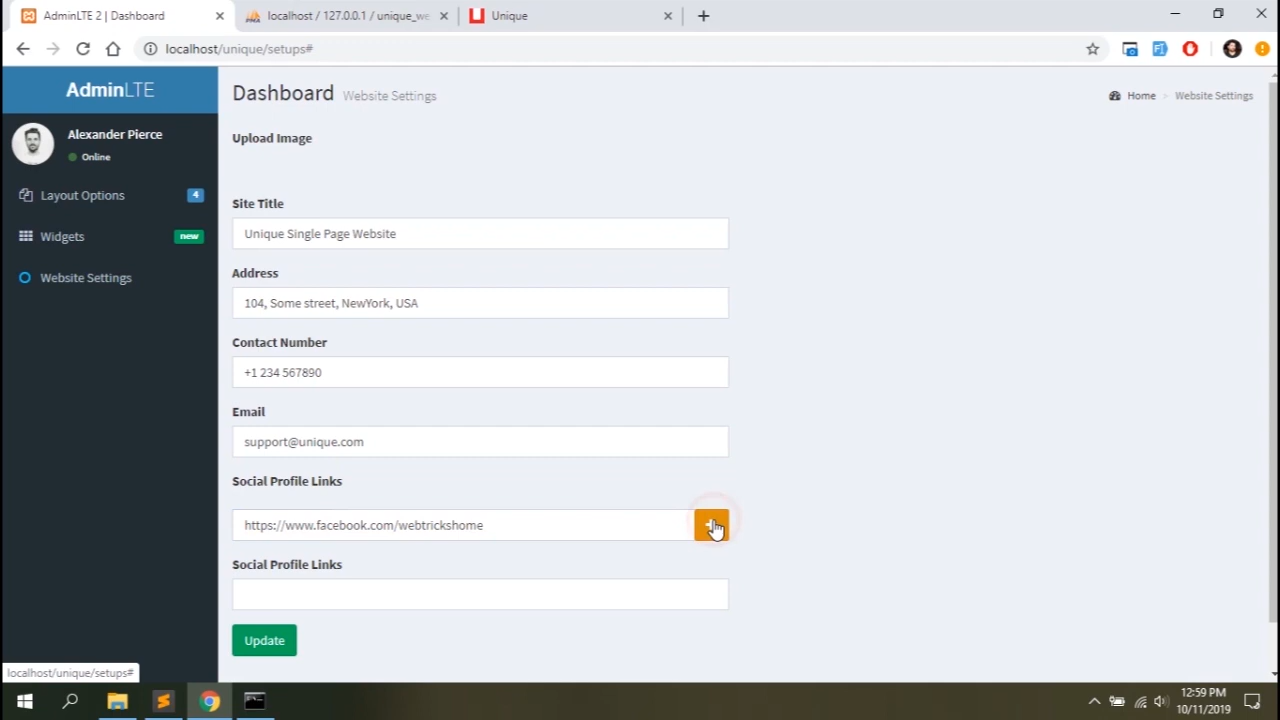 AdminLTE 2 | Dashboard
localhost / 127.0.0.1 / unique_we
Unique
localhost/unique/setups#
AdminLTE
Dashboard Website Settings
Home > Website Settings
Alexander Pierce
Online
Upload Image
Layout Options 4
Widgets new
Website Settings
Site Title
Unique Single Page Website
Address
104, Some street, NewYork, USA
Contact Number
+1 234 567890
Email
support@unique.com
Social Profile Links
https://www.facebook.com/webtrickshome
Social Profile Links
Update
localhost/unique/setups#
12:59 PM
10/11/2019